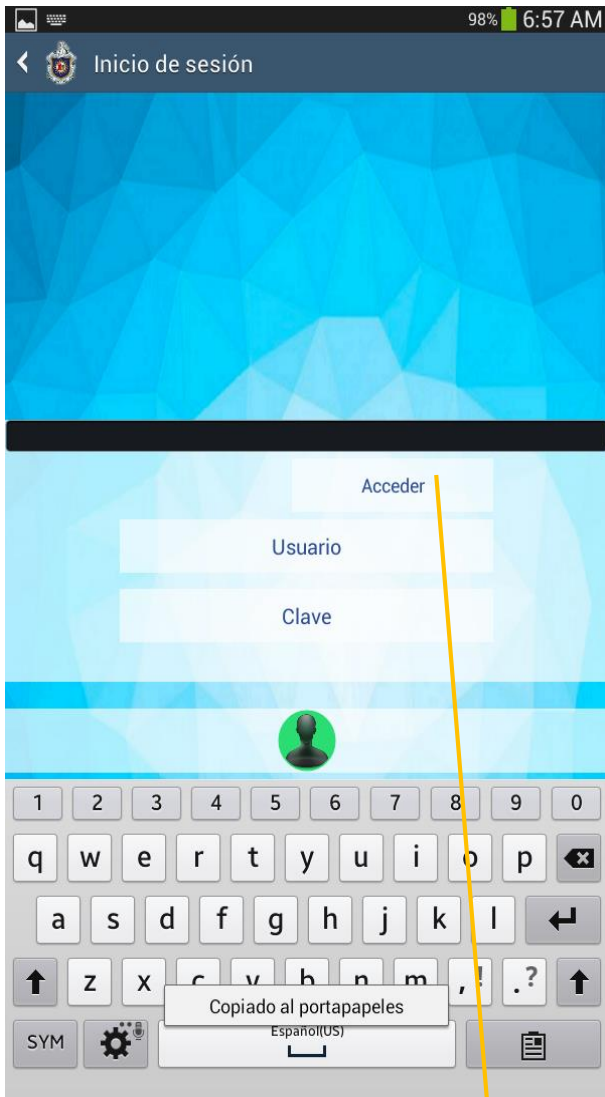 98% 6:57 AM
Inicio de sesión
Acceder
Usuario
Clave
1 2 3 4 5 6 7 8 9 0
q w e r t y u i o p
a s d f g h j k l
z x c v b n m , ! . ?
Copiado al portapapeles
SYM Español(US)